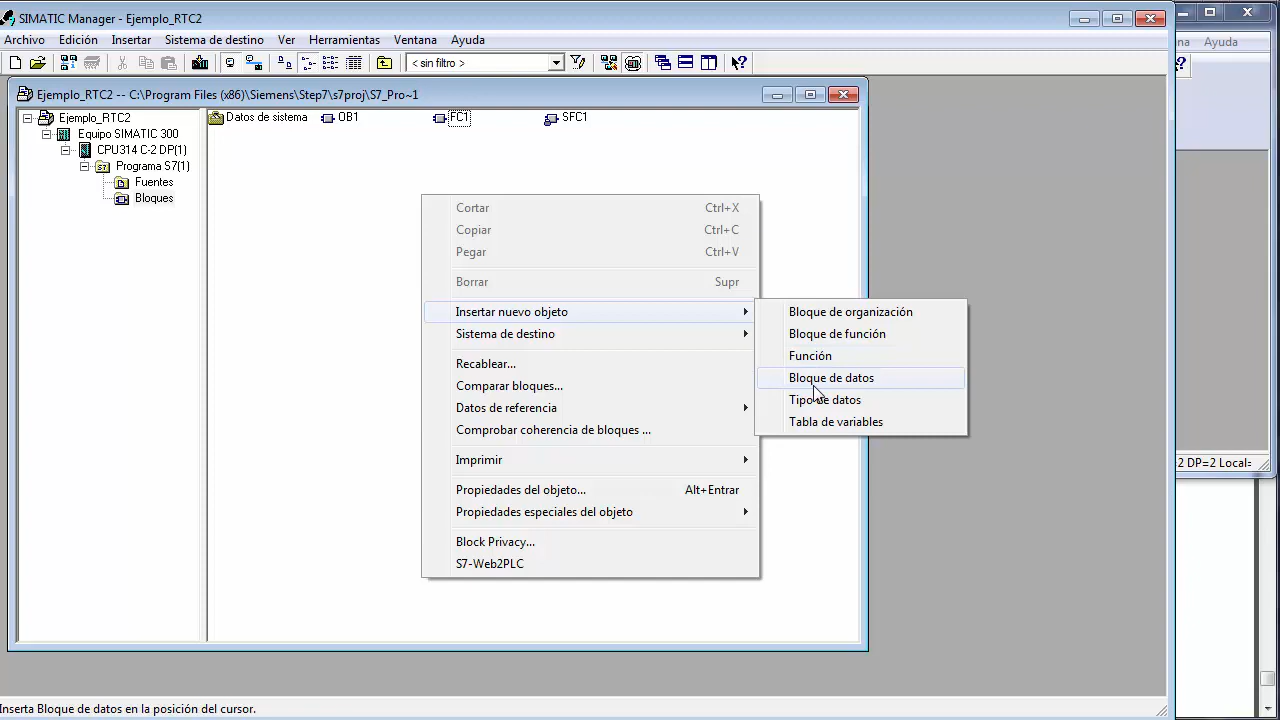 SIMATIC Manager - Ejemplo_RTC2
Archivo Edición Insertar Sistema de destino Ver Herramientas Ventana Ayuda
na Ayuda
< sin filtro >
Ejemplo_RTC2 -- C:\Program Files (x86)\Siemens\Step7\s7proj\S7_Pro~1
Ejemplo_RTC2
Equipo SIMATIC 300
CPU314 C-2 DP(1)
Programa S7(1)
Fuentes
Bloques
Datos de sistema OB1 FC1 SFC1
Cortar Ctrl+X
Copiar Ctrl+C
Pegar Ctrl+V
Borrar Supr
Insertar nuevo objeto
Sistema de destino
Recablear...
Comparar bloques...
Datos de referencia
Comprobar coherencia de bloques ...
Imprimir
Propiedades del objeto... Alt+Entrar
Propiedades especiales del objeto
Block Privacy...
S7-Web2PLC
Bloque de organización
Bloque de función
Función
Bloque de datos
Tipo de datos
Tabla de variables
=2 DP=2 Local=
Inserta Bloque de datos en la posición del cursor.